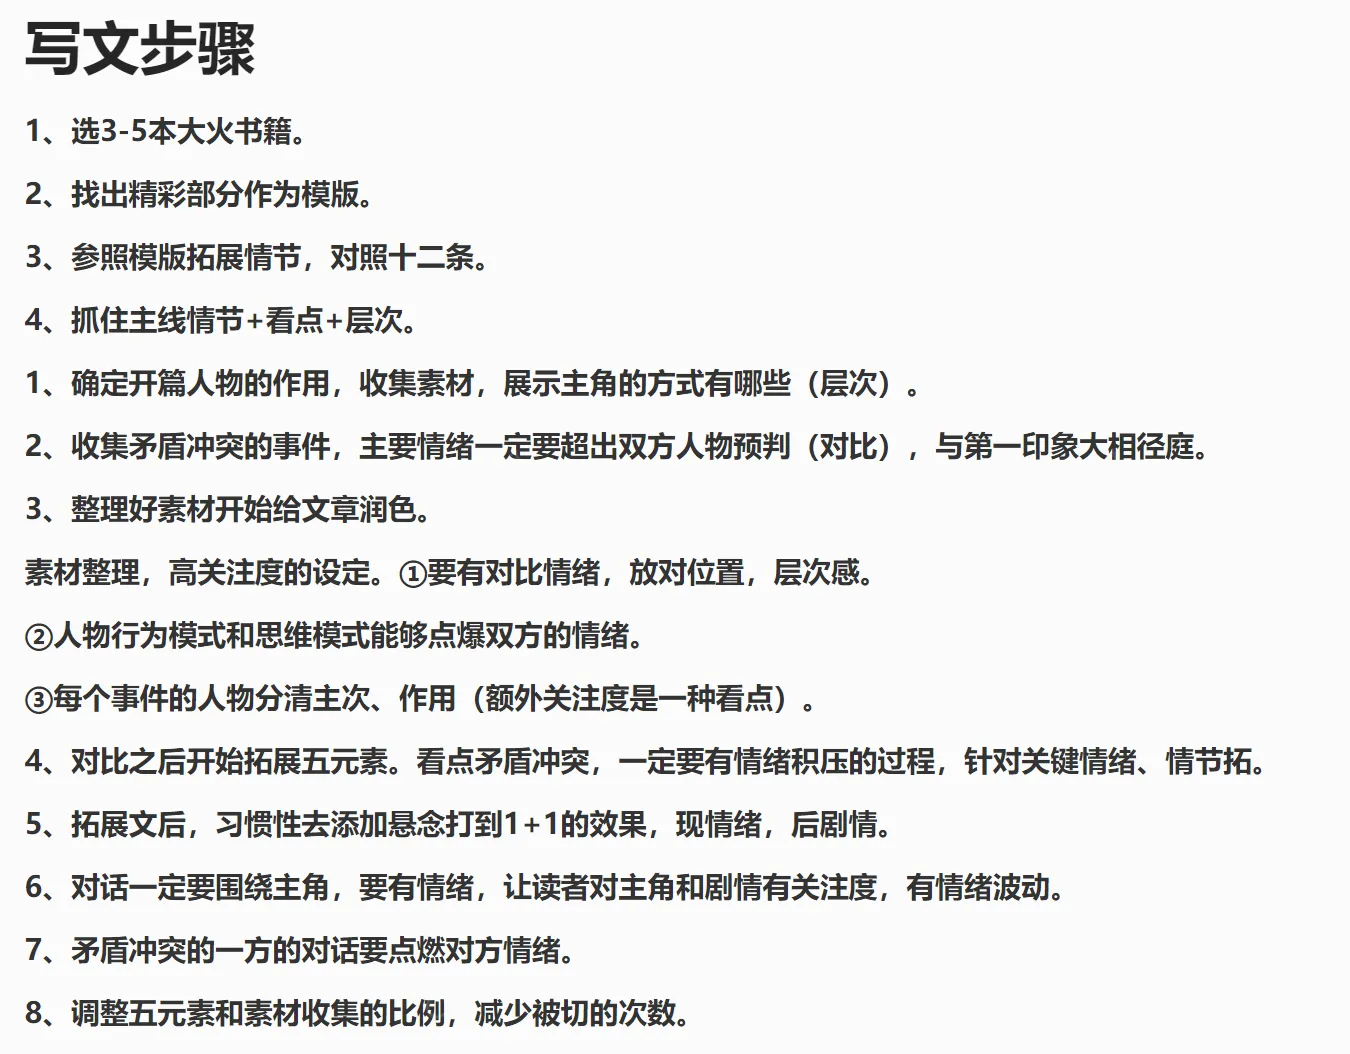 写文步骤
1、选3-5本大火书籍。
2、找出精彩部分作为模版。
3、参照模版拓展情节，对照十二条。
4、抓住主线情节+看点+层次。
1、确定开篇人物的作用，收集素材，展示主角的方式有哪些（层次）。
2、收集矛盾冲突的事件，主要情绪一定要超出双方人物预判（对比），与第一印象大相径庭。
3、整理好素材开始给文章润色。
素材整理，高关注度的设定。①要有对比情绪，放对位置，层次感。
②人物行为模式和思维模式能够点爆双方的情绪。
③每个事件的人物分清主次、作用（额外关注度是一种看点）。
4、对比之后开始拓展五元素。看点矛盾冲突，一定要有情绪积压的过程，针对关键情绪、情节拓。
5、拓展文后，习惯性去添加悬念打到1+1的效果，现情绪，后剧情。
6、对话一定要围绕主角，要有情绪，让读者对主角和剧情有关注度，有情绪波动。
7、矛盾冲突的一方的对话要点燃对方情绪。
8、调整五元素和素材收集的比例，减少被切的次数。